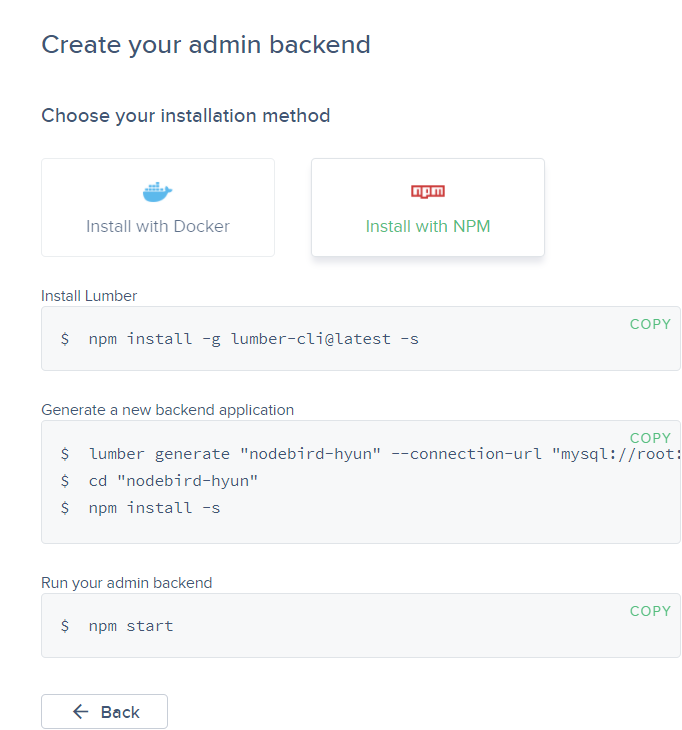 Create your admin backend
Choose your installation method
npm
Install with Docker
Install with NPM
Install Lumber
COPY
$ npm install -g lumber-cli@latest -s
Generate a new backend application
COPY
$ lumber generate "nodebird-hyun" --connection-url "mysql://root:
$ cd "nodebird-hyun"
$ npm install -s
Run your admin backend
COPY
$ npm start
← Back